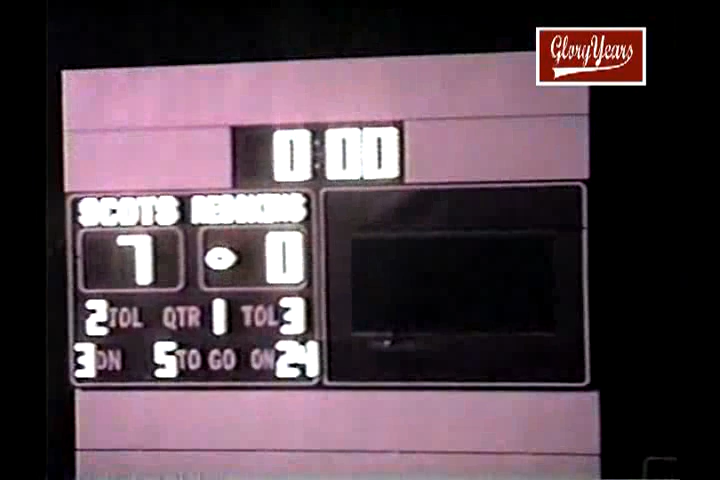 GloryYears
0:00
SCOTS REDSKINS
7 0
2 TOL QTR 1 TOL 3
3 DN 5 TO GO ON 24